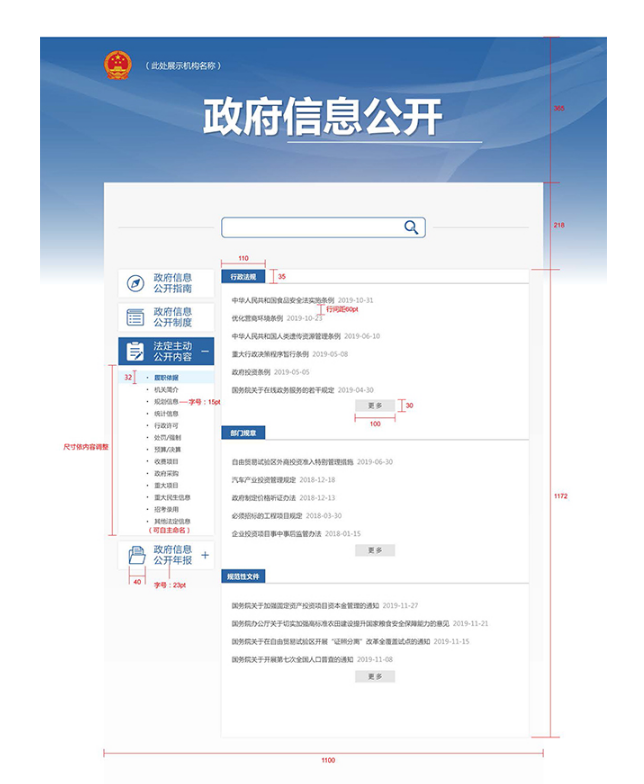 （此处展示机构名称）
政府信息公开
365
218
110
政府信息
公开指南
政府信息
公开制度
法定主动
公开内容
32
履职依据
机关简介
规划信息
字号：15pt
统计信息
行政许可
处罚/强制
预算/决算
收费项目
政府采购
重大项目
重大民生信息
招考录用
其他法定信息
（可自主命名）
尺寸依内容调整
政府信息
公开年报
40
字号：23pt
行政法规
35
中华人民共和国食品安全法实施条例 2019-10-31
行间距60pt
优化营商环境条例 2019-10-23
中华人民共和国人类遗传资源管理条例 2019-06-10
重大行政决策程序暂行条例 2019-05-08
政府投资条例 2019-05-05
国务院关于在线政务服务的若干规定 2019-04-30
更多
30
100
部门规章
自由贸易试验区外商投资准入特别管理措施 2019-06-30
汽车产业投资管理规定 2018-12-18
政府制定价格听证办法 2018-12-13
必须招标的工程项目规定 2018-03-30
企业投资项目事中事后监管办法 2018-01-15
更多
1172
规范性文件
国务院关于加强固定资产投资项目资本金管理的通知 2019-11-27
国务院办公厅关于切实加强高标准农田建设提升国家粮食安全保障能力的意见 2019-11-21
国务院关于在自由贸易试验区开展“证照分离”改革全覆盖试点的通知 2019-11-15
国务院关于开展第七次全国人口普查的通知 2019-11-08
更多
1100